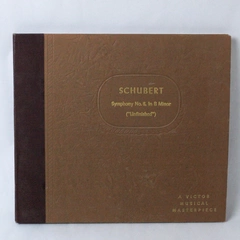 SCHUBERT
Symphony No. 8, In B Minor
("Unfinished")
A VICTOR
MUSICAL
MASTERPIECE